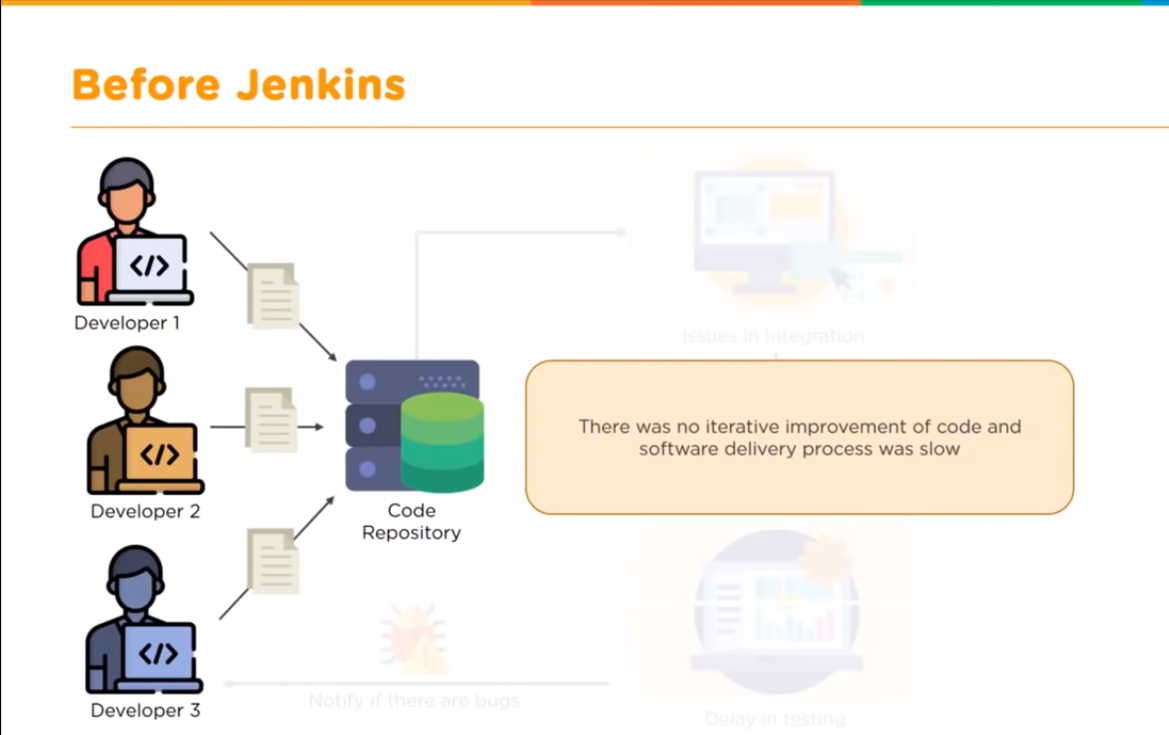 Before Jenkins
</>
Developer 1
Issues in Integration
</>
Developer 2
Code
Repository
There was no iterative improvement of code and
software delivery process was slow
</>
Developer 3
Notify if there are bugs
Delay in testing